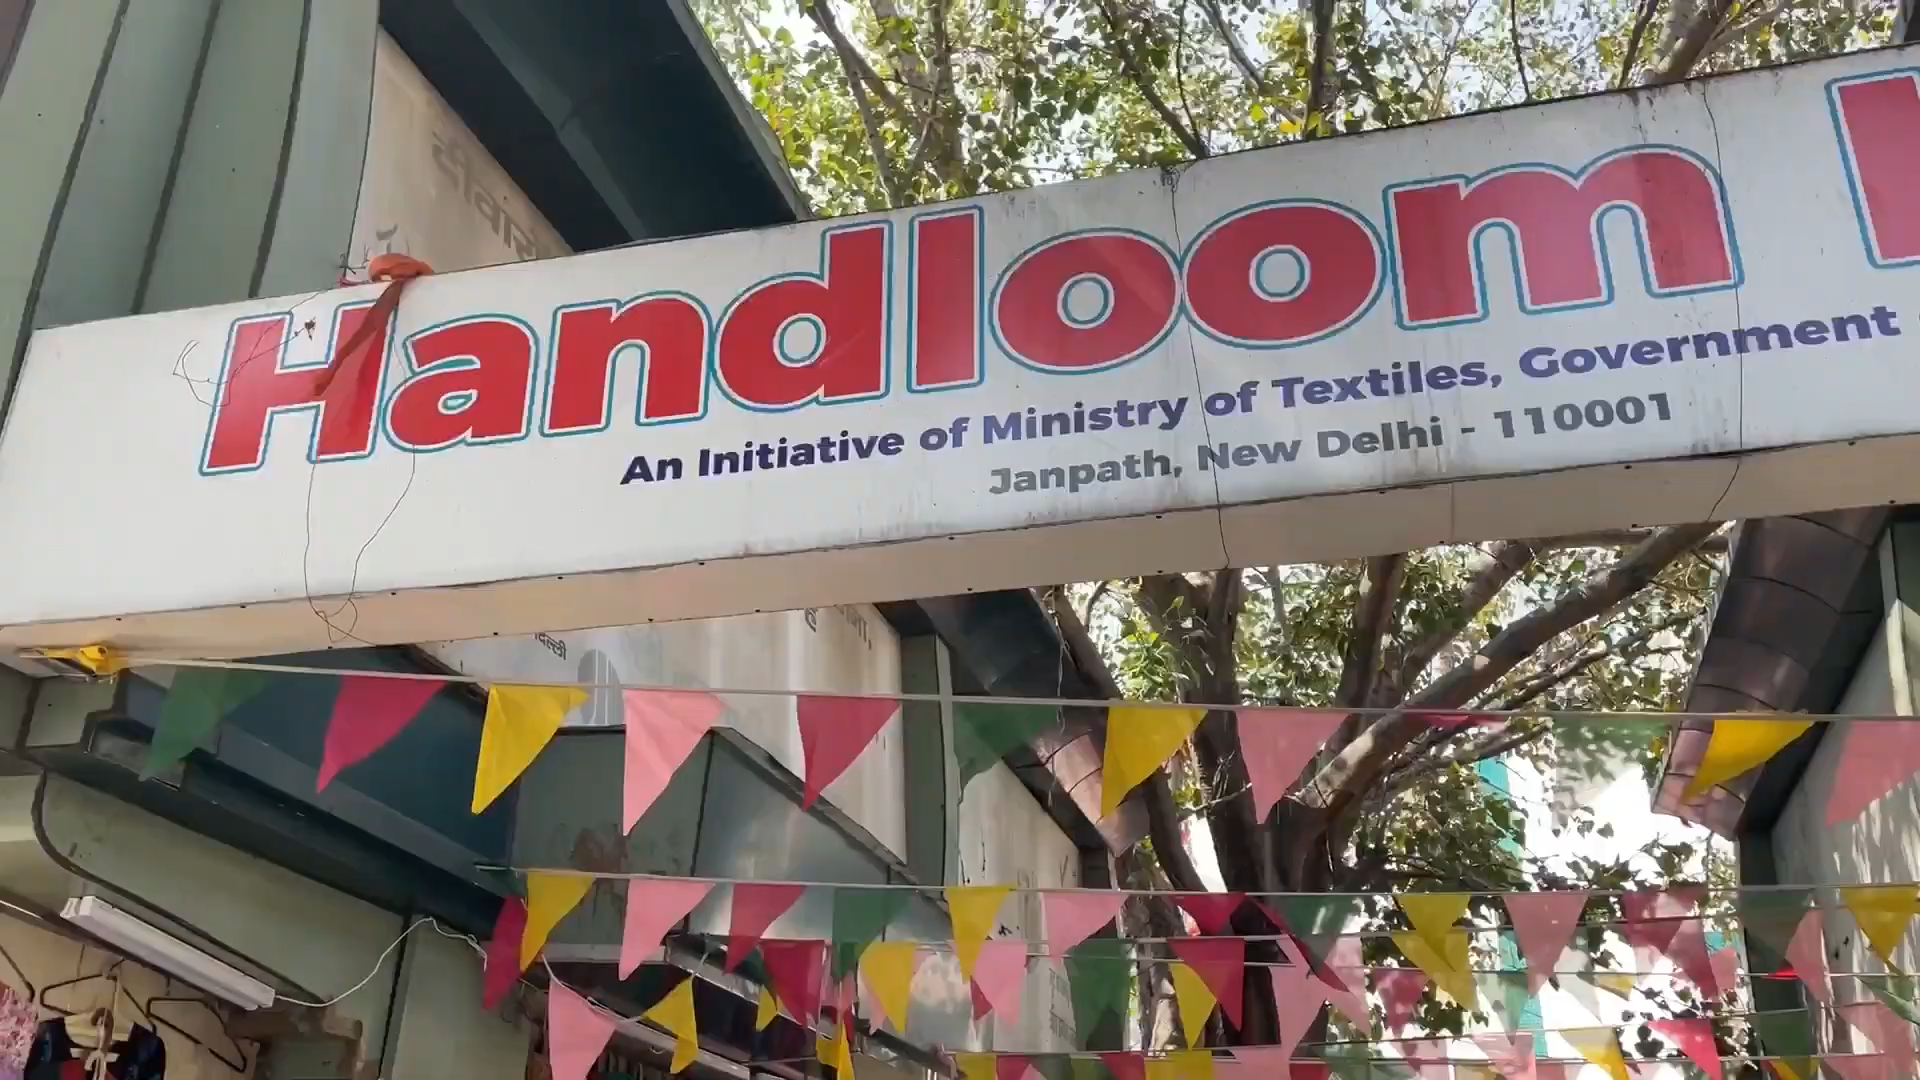 Handloom
An Initiative of Ministry of Textiles, Government
Janpath, New Delhi - 110001
दिल्ली